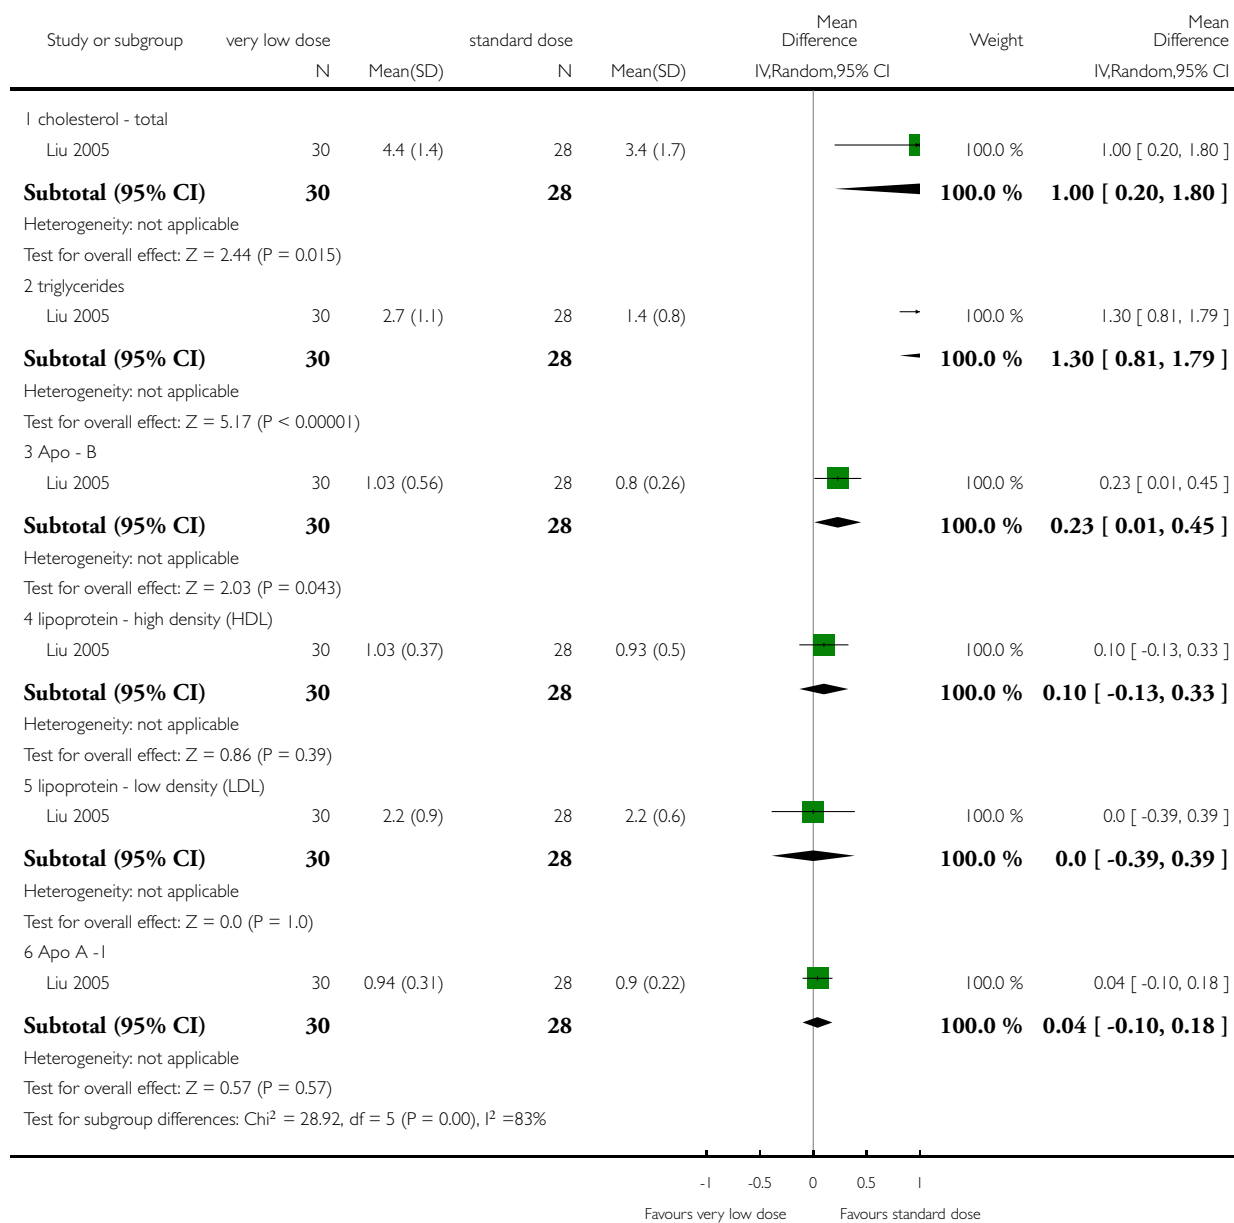 Study or subgroup very low dose standard dose Mean Difference Weight Mean Difference
N Mean(SD) N Mean(SD) IV,Random,95% CI IV,Random,95% CI
1 cholesterol - total
Liu 2005 30 4.4 (1.4) 28 3.4 (1.7) 100.0 % 1.00 [ 0.20, 1.80 ]
Subtotal (95% CI) 30 28 100.0 % 1.00 [ 0.20, 1.80 ]
Heterogeneity: not applicable
Test for overall effect: Z = 2.44 (P = 0.015)
2 triglycerides
Liu 2005 30 2.7 (1.1) 28 1.4 (0.8) 100.0 % 1.30 [ 0.81, 1.79 ]
Subtotal (95% CI) 30 28 100.0 % 1.30 [ 0.81, 1.79 ]
Heterogeneity: not applicable
Test for overall effect: Z = 5.17 (P < 0.00001)
3 Apo - B
Liu 2005 30 1.03 (0.56) 28 0.8 (0.26) 100.0 % 0.23 [ 0.01, 0.45 ]
Subtotal (95% CI) 30 28 100.0 % 0.23 [ 0.01, 0.45 ]
Heterogeneity: not applicable
Test for overall effect: Z = 2.03 (P = 0.043)
4 lipoprotein - high density (HDL)
Liu 2005 30 1.03 (0.37) 28 0.93 (0.5) 100.0 % 0.10 [ -0.13, 0.33 ]
Subtotal (95% CI) 30 28 100.0 % 0.10 [ -0.13, 0.33 ]
Heterogeneity: not applicable
Test for overall effect: Z = 0.86 (P = 0.39)
5 lipoprotein - low density (LDL)
Liu 2005 30 2.2 (0.9) 28 2.2 (0.6) 100.0 % 0.0 [ -0.39, 0.39 ]
Subtotal (95% CI) 30 28 100.0 % 0.0 [ -0.39, 0.39 ]
Heterogeneity: not applicable
Test for overall effect: Z = 0.0 (P = 1.0)
6 Apo A -1
Liu 2005 30 0.94 (0.31) 28 0.9 (0.22) 100.0 % 0.04 [ -0.10, 0.18 ]
Subtotal (95% CI) 30 28 100.0 % 0.04 [ -0.10, 0.18 ]
Heterogeneity: not applicable
Test for overall effect: Z = 0.57 (P = 0.57)
Test for subgroup differences: Chi² = 28.92, df = 5 (P = 0.00), I² =83%
-1 -0.5 0 0.5 1
Favours very low dose Favours standard dose